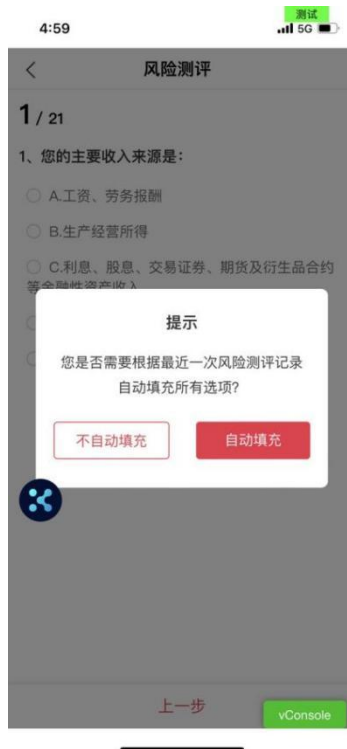 测试
4:59
5G
风险测评
1 / 21
1、您的主要收入来源是：
A.工资、劳务报酬
B.生产经营所得
C.利息、股息、交易证券、期货及衍生品合约
等金融性资产收入
提示
您是否需要根据最近一次风险测评记录
自动填充所有选项?
不自动填充
自动填充
上一步
vConsole